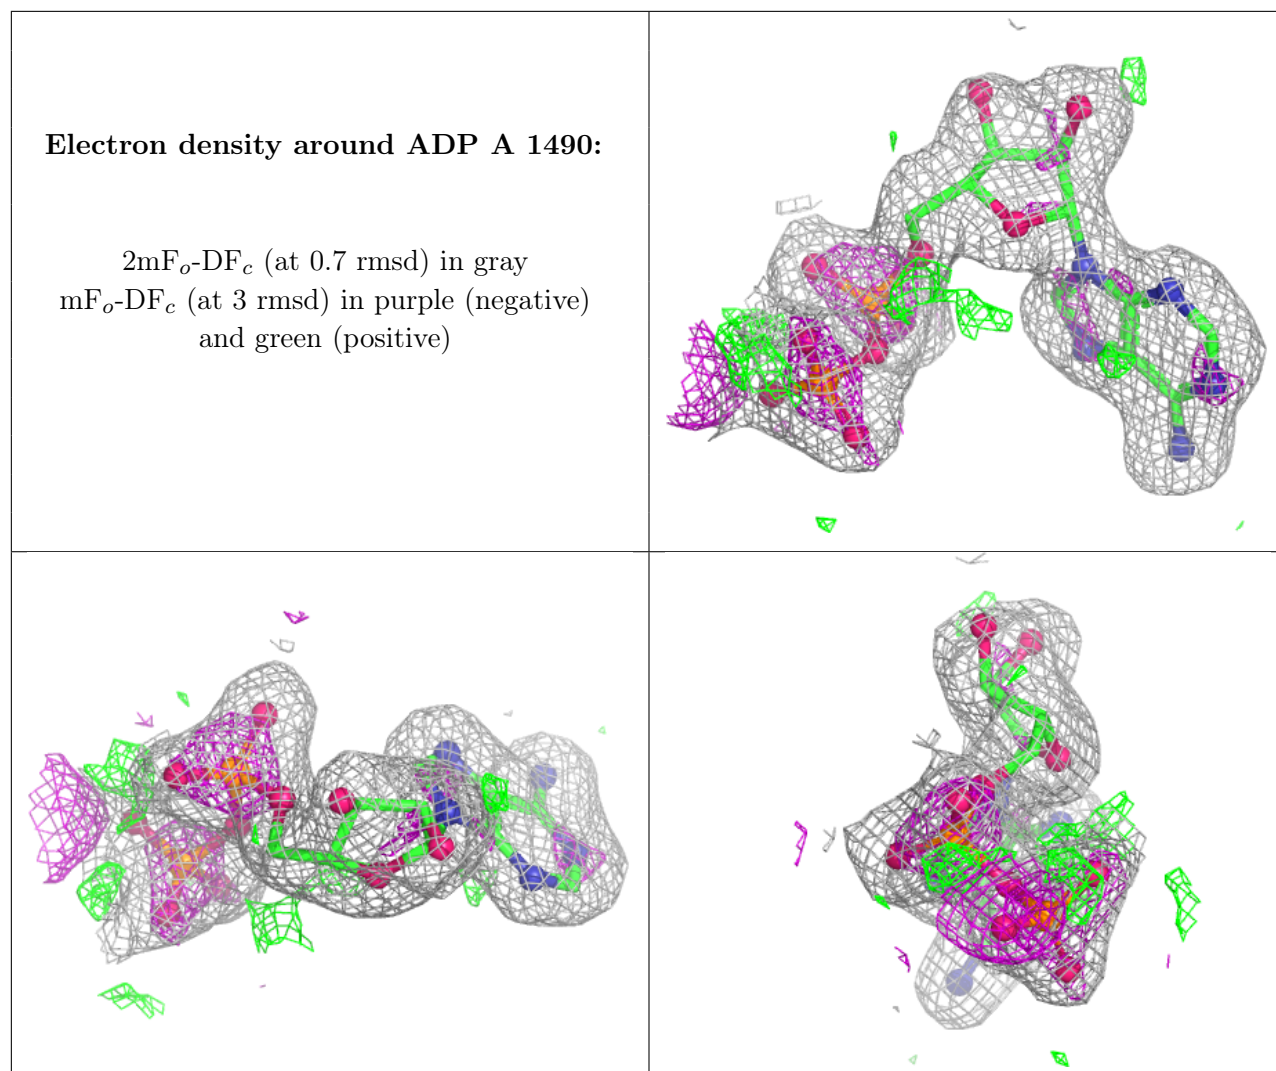 Electron density around ADP A 1490:
2mFo-DFc (at 0.7 rmsd) in gray
mFo-DFc (at 3 rmsd) in purple (negative)
and green (positive)